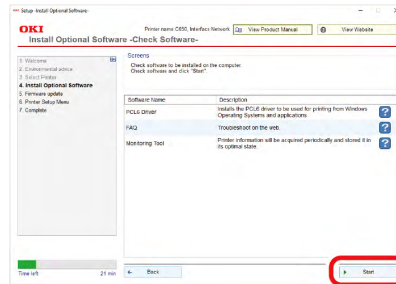 Setup -Install Optional Software-
OKI
Printer name C650, Interface Network
View Product Manual
View Website
Install Optional Software -Check Software-
1. Welcome
2. Environmental advice
3. Select Printer
4. Install Optional Software
5. Firmware update
6. Printer Setup Menu
7. Complete
Screens
Check software to be installed on the computer.
Check software and click "Start".
Software Name Description
PCL6 Driver Installs the PCL6 driver to be used for printing from Windows
Operating Systems and applications
FAQ Troubleshoot on the web.
Monitoring Tool Printer information will be acquired periodically and stored it in
its optimal state.
Time left 21 min
Back
Start